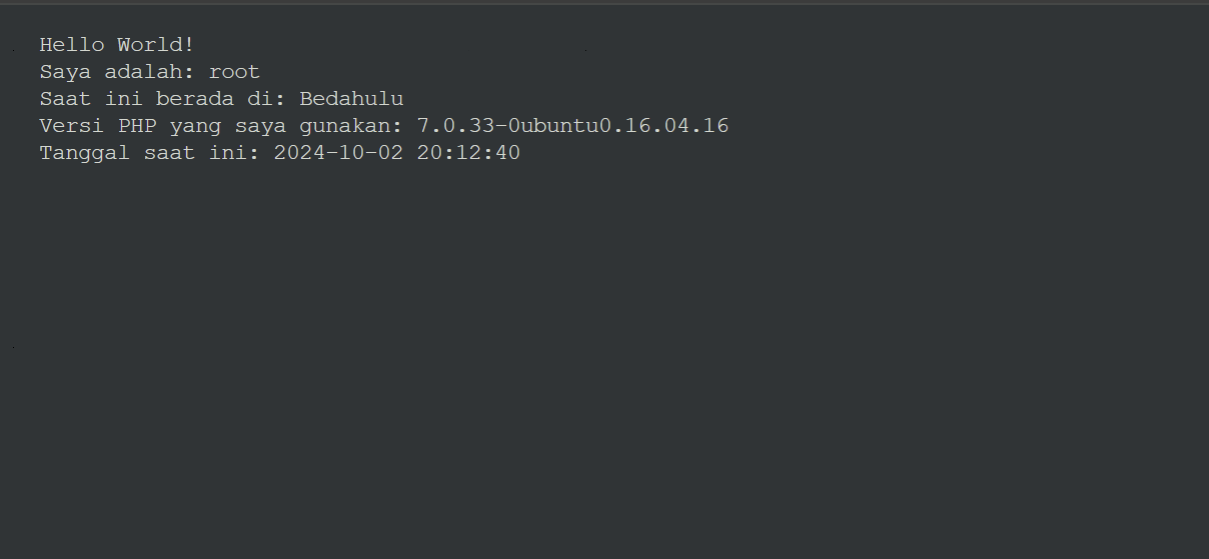 Hello World!
Saya adalah: root
Saat ini berada di: Bedahulu
Versi PHP yang saya gunakan: 7.0.33-0ubuntu0.16.04.16
Tanggal saat ini: 2024-10-02 20:12:40